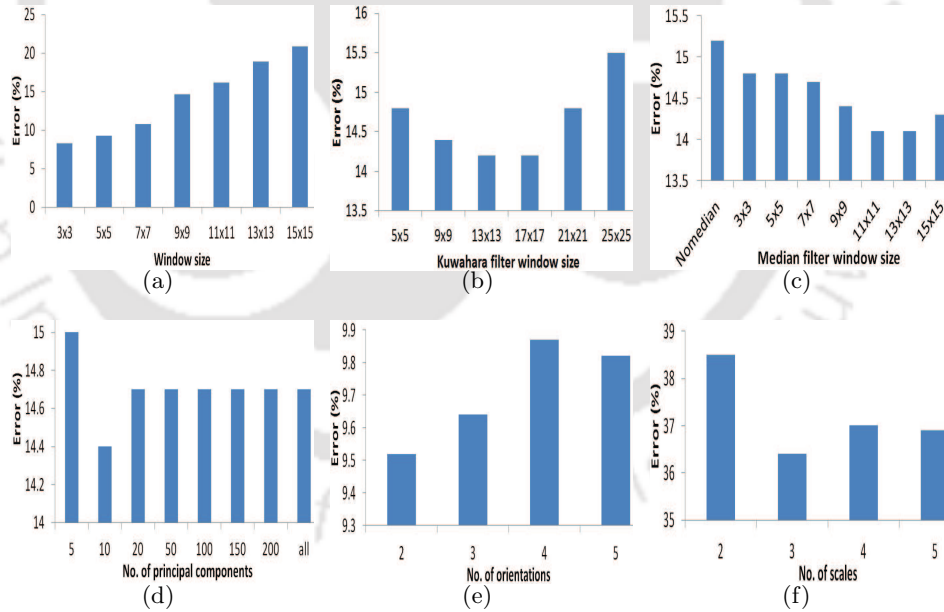 25
20
15
10
5
0
Error (%)
3x3 5x5 7x7 9x9 11x11 13x13 15x15
Window size
(a)
16
15.5
15
14.5
14
13.5
Error (%)
5x5 9x9 13x13 17x17 21x21 25x25
Kuwahara filter window size
(b)
15.5
15
14.5
14
13.5
Error (%)
Nomedian 3x3 5x5 7x7 9x9 11x11 13x13 15x15
Median filter window size
(c)
15
14.8
14.6
14.4
14.2
14
Error (%)
5 10 20 50 100 150 200 all
No. of principal components
(d)
9.9
9.8
9.7
9.6
9.5
9.4
9.3
Error (%)
2 3 4 5
No. of orientations
(e)
39
38
37
36
35
Error (%)
2 3 4 5
No. of scales
(f)